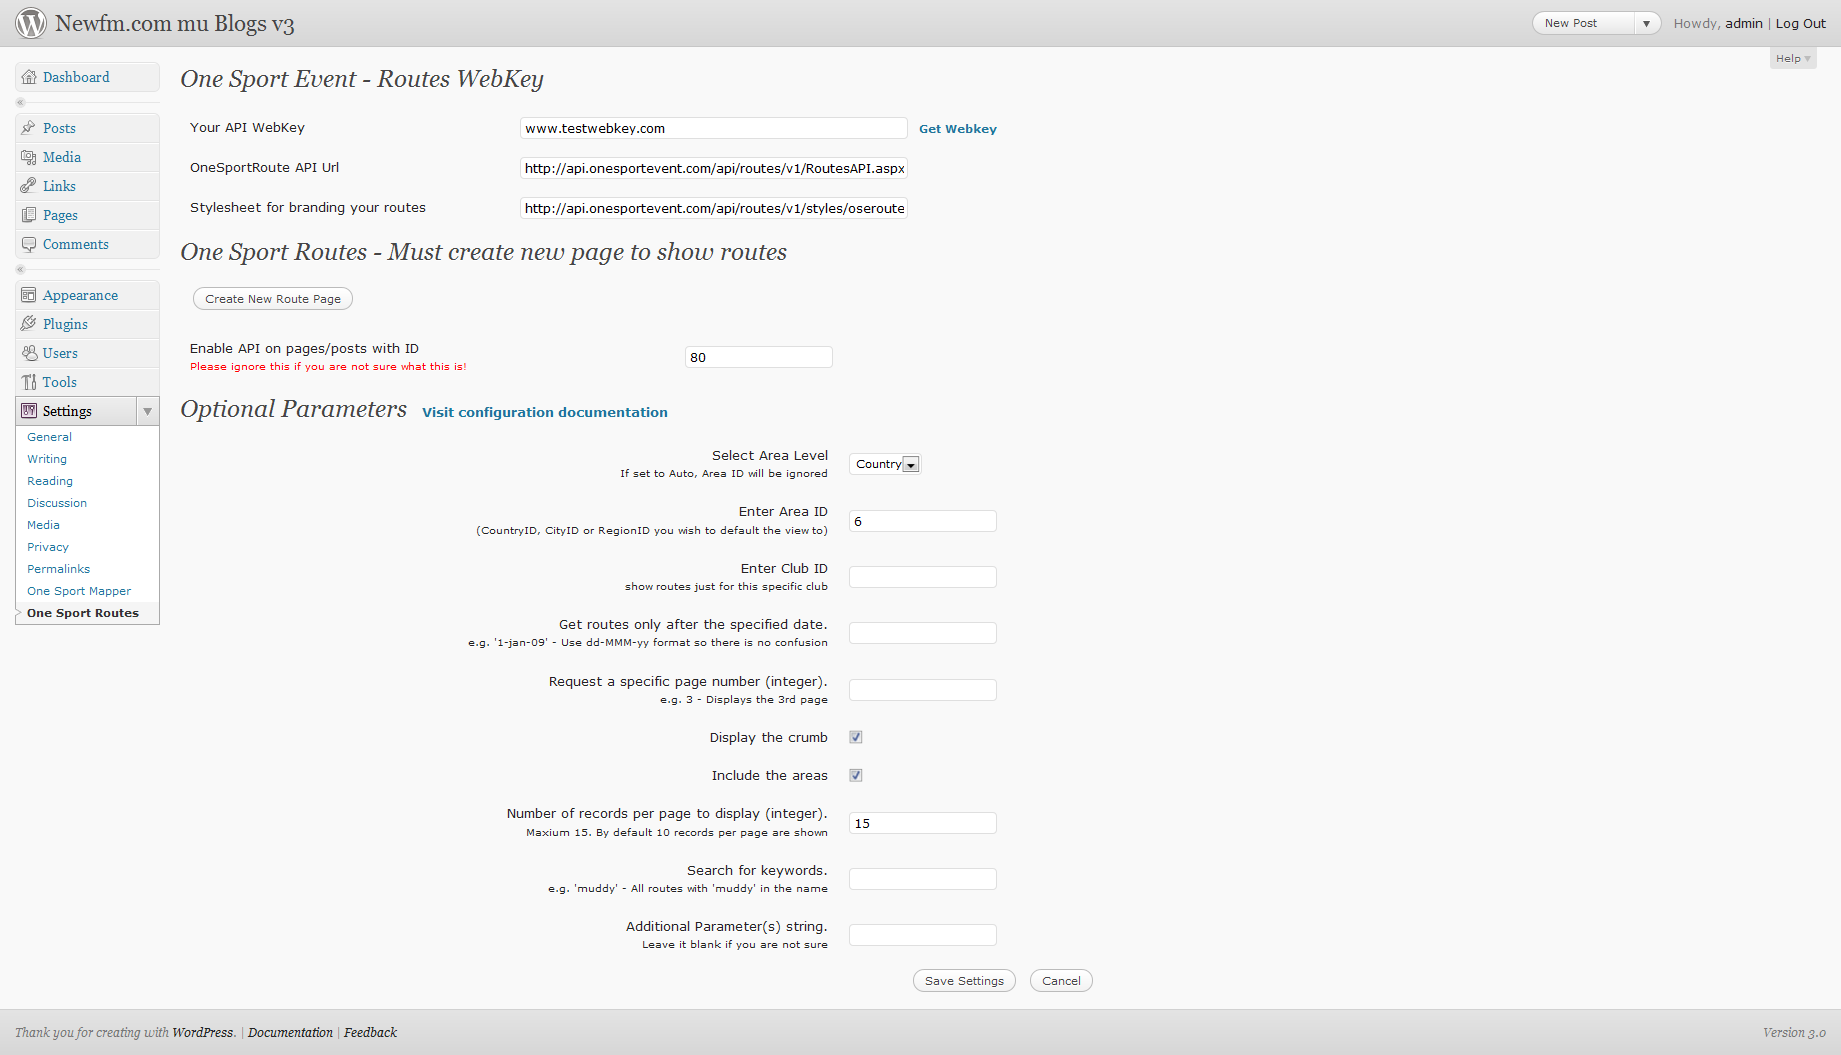 Newfm.com mu Blogs v3
New Post
Howdy, admin | Log Out
Help
Dashboard
Posts
Media
Links
Pages
Comments
Appearance
Plugins
Users
Tools
Settings
General
Writing
Reading
Discussion
Media
Privacy
Permalinks
One Sport Mapper
One Sport Routes
One Sport Event - Routes WebKey
Your API WebKey www.testwebkey.com Get Webkey
OneSportRoute API Url http://api.onesportevent.com/api/routes/v1/RoutesAPI.aspx
Stylesheet for branding your routes http://api.onesportevent.com/api/routes/v1/styles/oseroute
One Sport Routes - Must create new page to show routes
Create New Route Page
Enable API on pages/posts with ID 80
Please ignore this if you are not sure what this is!
Optional Parameters Visit configuration documentation
Select Area Level Country
If set to Auto, Area ID will be ignored
Enter Area ID 6
(CountryID, CityID or RegionID you wish to default the view to)
Enter Club ID
show routes just for this specific club
Get routes only after the specified date.
e.g. '1-jan-09' - Use dd-MMM-yy format so there is no confusion
Request a specific page number (integer).
e.g. 3 - Displays the 3rd page
Display the crumb
Include the areas
Number of records per page to display (integer). 15
Maxium 15. By default 10 records per page are shown
Search for keywords.
e.g. 'muddy' - All routes with 'muddy' in the name
Additional Parameter(s) string.
Leave it blank if you are not sure
Save Settings Cancel
Thank you for creating with WordPress. | Documentation | Feedback
Version 3.0